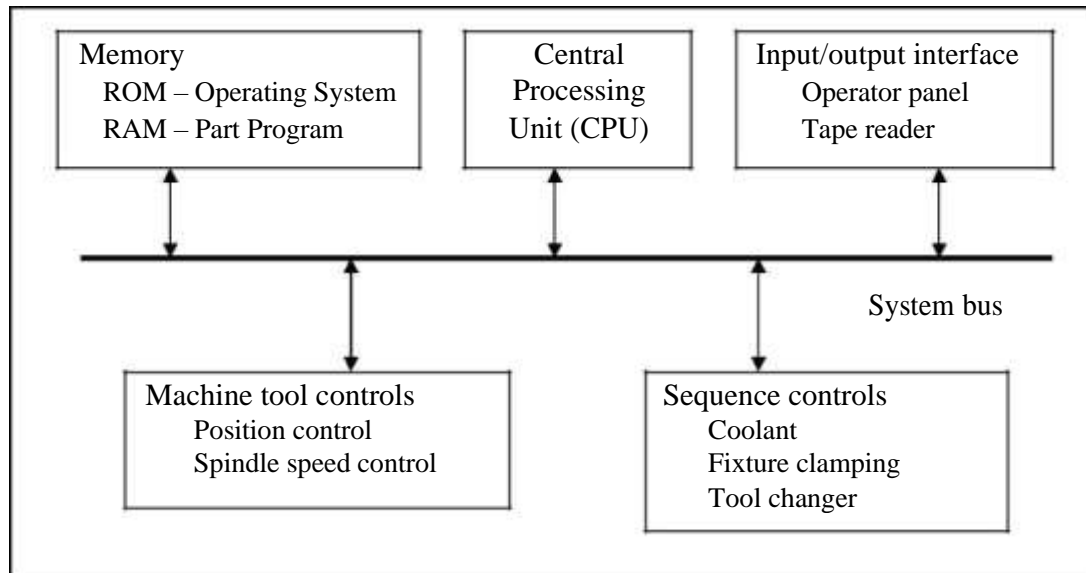 Memory
ROM – Operating System
RAM – Part Program
Central
Processing
Unit (CPU)
Input/output interface
Operator panel
Tape reader
System bus
Machine tool controls
Position control
Spindle speed control
Sequence controls
Coolant
Fixture clamping
Tool changer